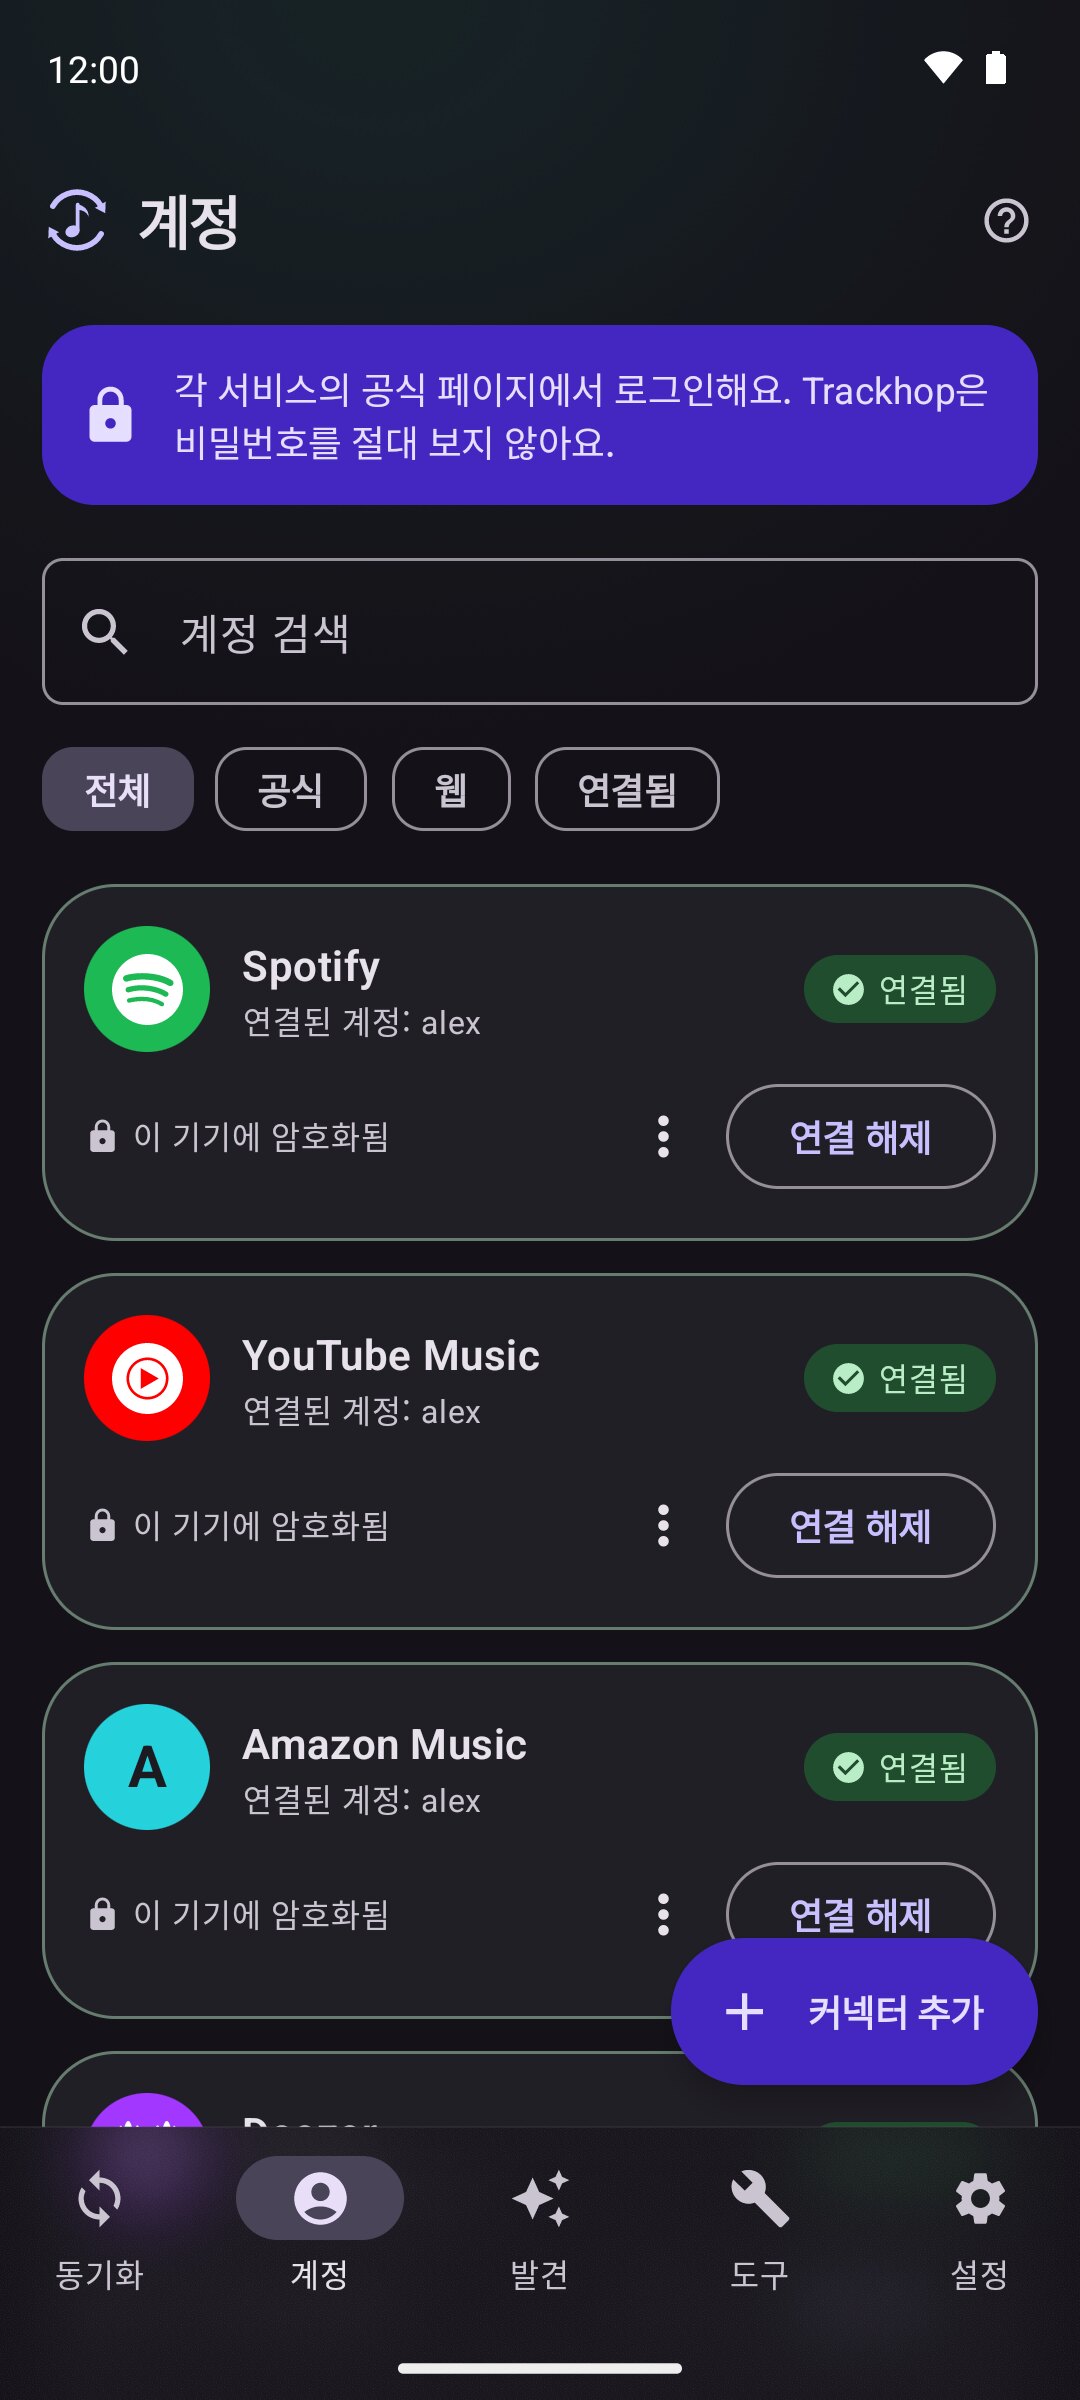 12:00
계정
각 서비스의 공식 페이지에서 로그인해요. Trackhop은
비밀번호를 절대 보지 않아요.
계정 검색
전체
공식
웹
연결됨
Spotify
연결된 계정: alex
연결됨
이 기기에 암호화됨
연결 해제
YouTube Music
연결된 계정: alex
연결됨
이 기기에 암호화됨
연결 해제
A
Amazon Music
연결된 계정: alex
연결됨
이 기기에 암호화됨
연결 해제
커넥터 추가
동기화
계정
발견
도구
설정